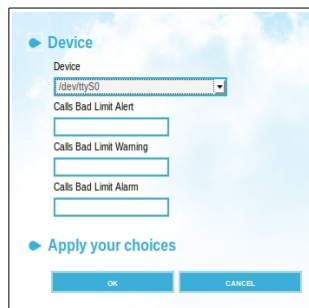 Device
Device
/dev/ttyS0
Calls Bad Limit Alert
Calls Bad Limit Warning
Calls Bad Limit Alarm
Apply your choices
OK
CANCEL